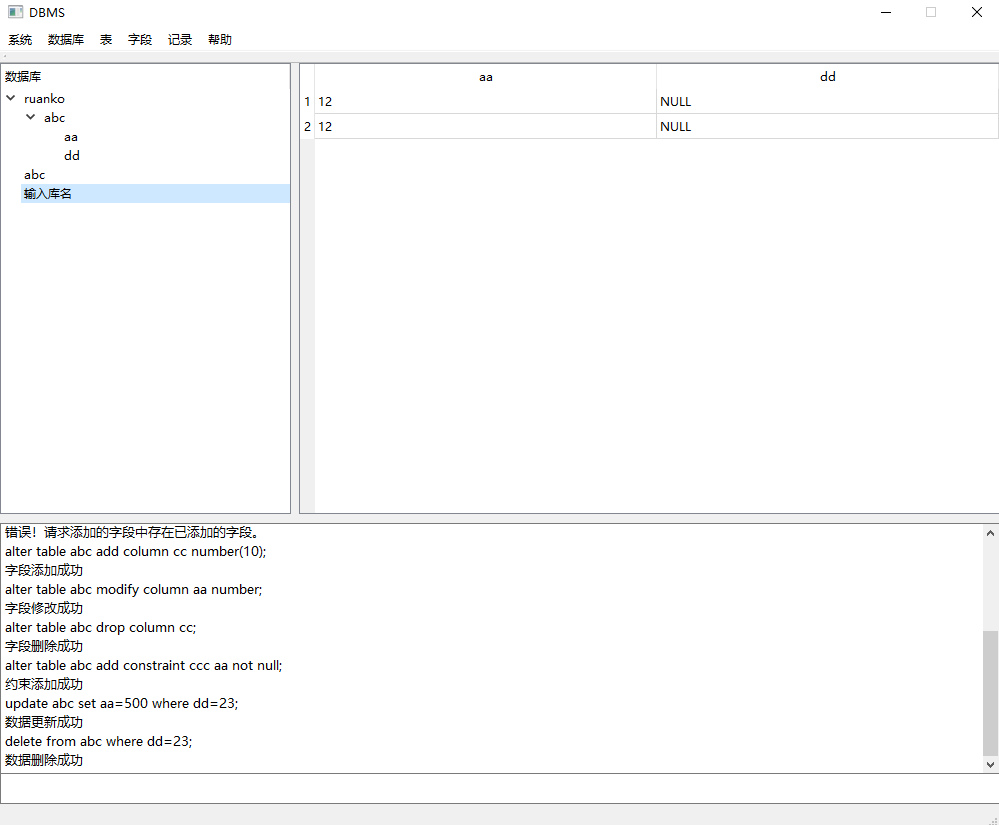 DBMS
系统 数据库 表 字段 记录 帮助
数据库
ruanko
abc
aa
dd
abc
输入库名
aa dd
1 12 NULL
2 12 NULL
错误！请求添加的字段中存在已添加的字段。
alter table abc add column cc number(10);
字段添加成功
alter table abc modify column aa number;
字段修改成功
alter table abc drop column cc;
字段删除成功
alter table abc add constraint ccc aa not null;
约束添加成功
update abc set aa=500 where dd=23;
数据更新成功
delete from abc where dd=23;
数据删除成功